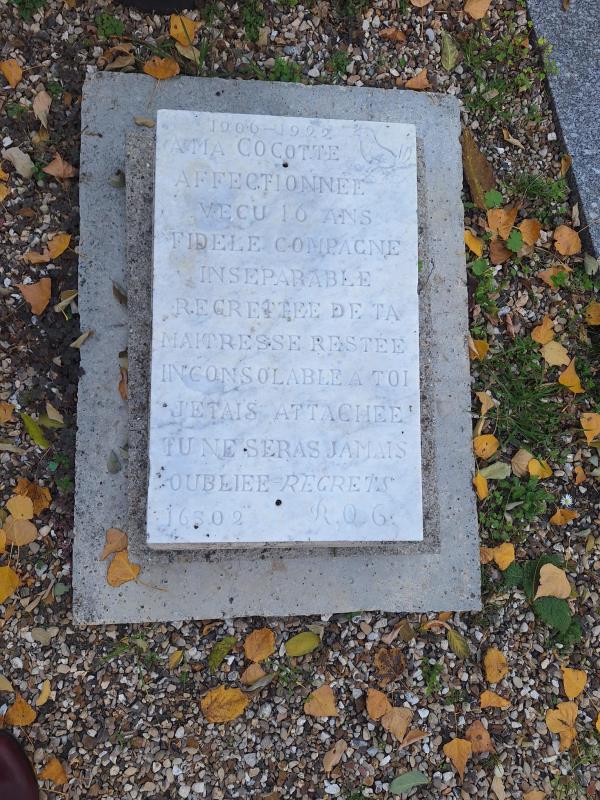 1906-1922
A MA COCOTTE
AFFECTIONNEE
VECU 16 ANS
FIDELE COMPAGNE
INSEPARABLE
REGRETTEE DE TA
MAITRESSE RESTEE
INCONSOLABLE A TOI
J'ETAIS ATTACHEE
TU NE SERAS JAMAIS
OUBLIEE REGRETS
16502 R.O.G.